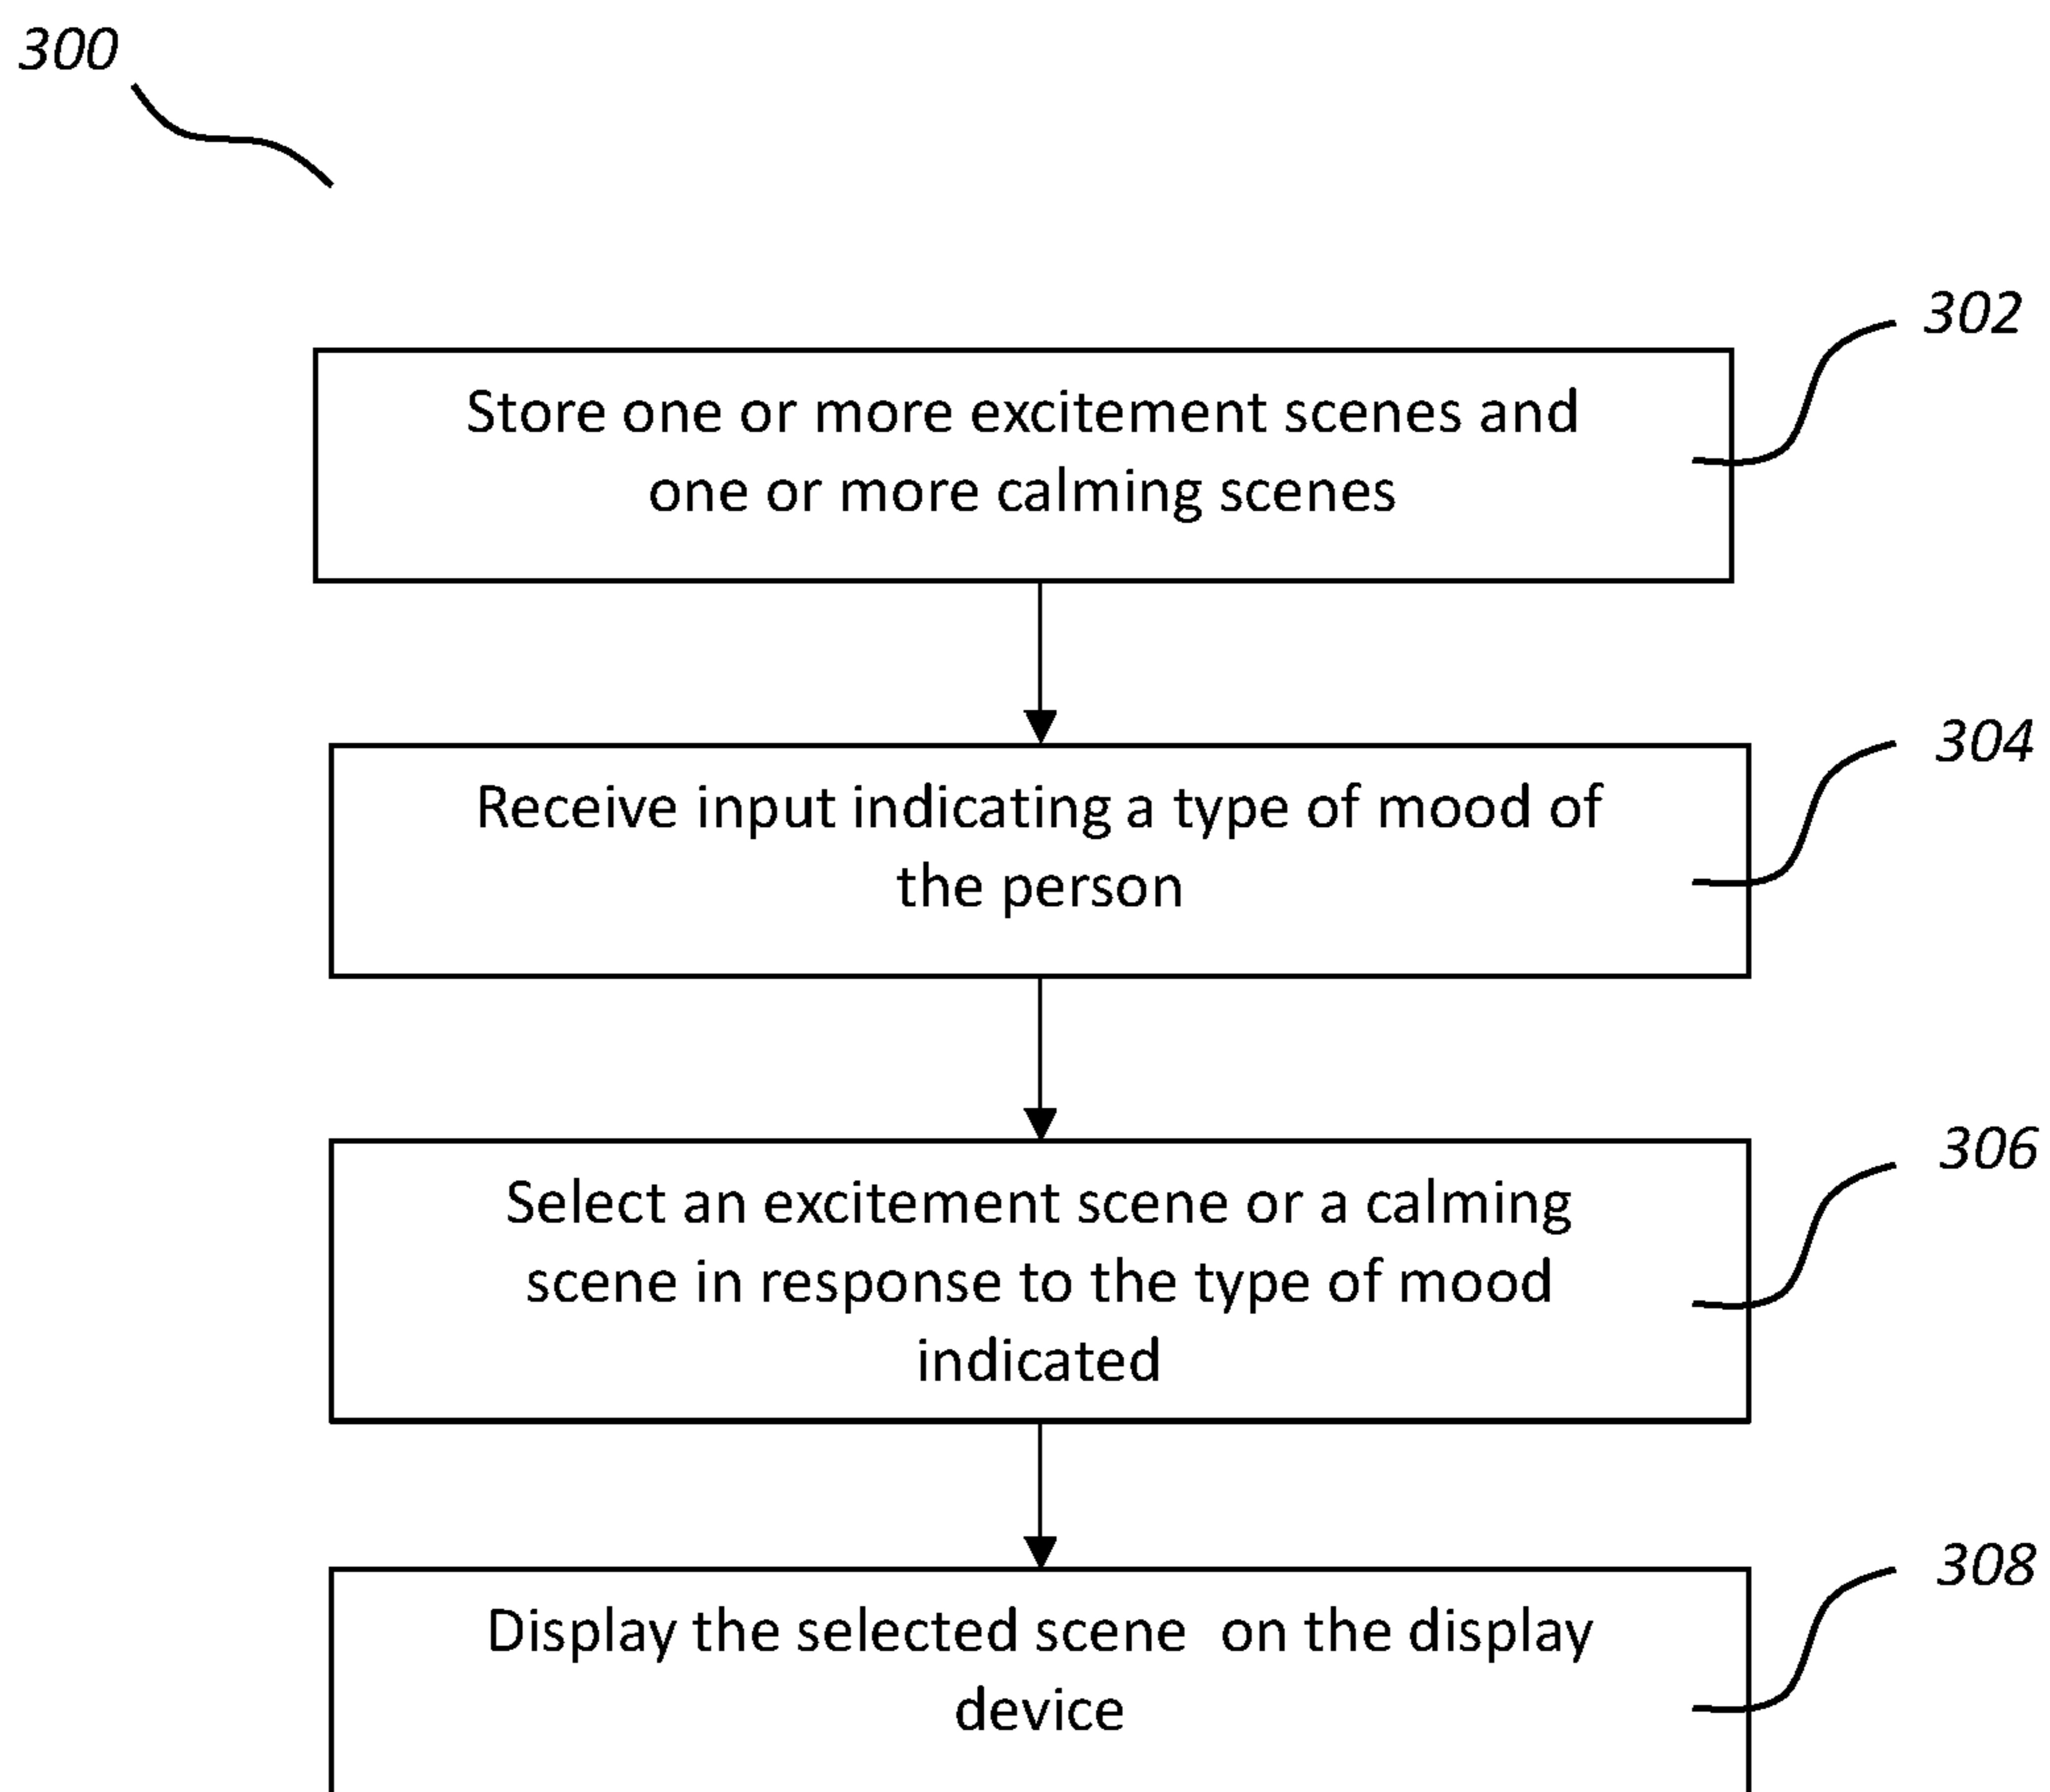 300
302
Store one or more excitement scenes and
one or more calming scenes
304
Receive input indicating a type of mood of
the person
306
Select an excitement scene or a calming
scene in response to the type of mood
indicated
308
Display the selected scene  on the display
device